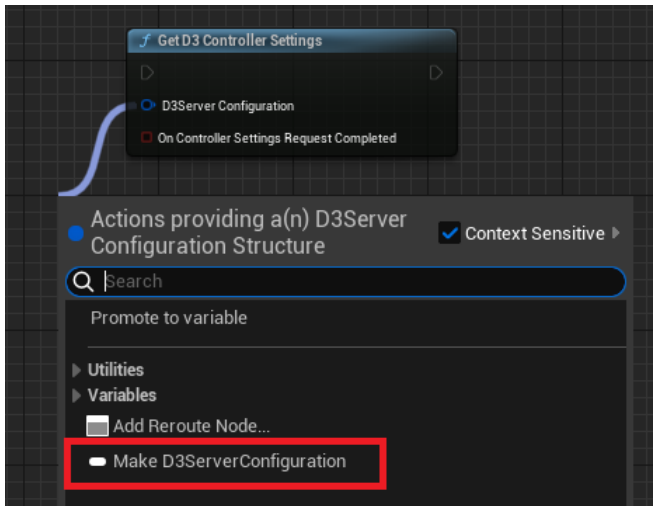 Get D3 Controller Settings
D3Server Configuration
On Controller Settings Request Completed
Actions providing a(n) D3Server
Configuration Structure
Context Sensitive
Search
Promote to variable
Utilities
Variables
Add Reroute Node...
Make D3ServerConfiguration